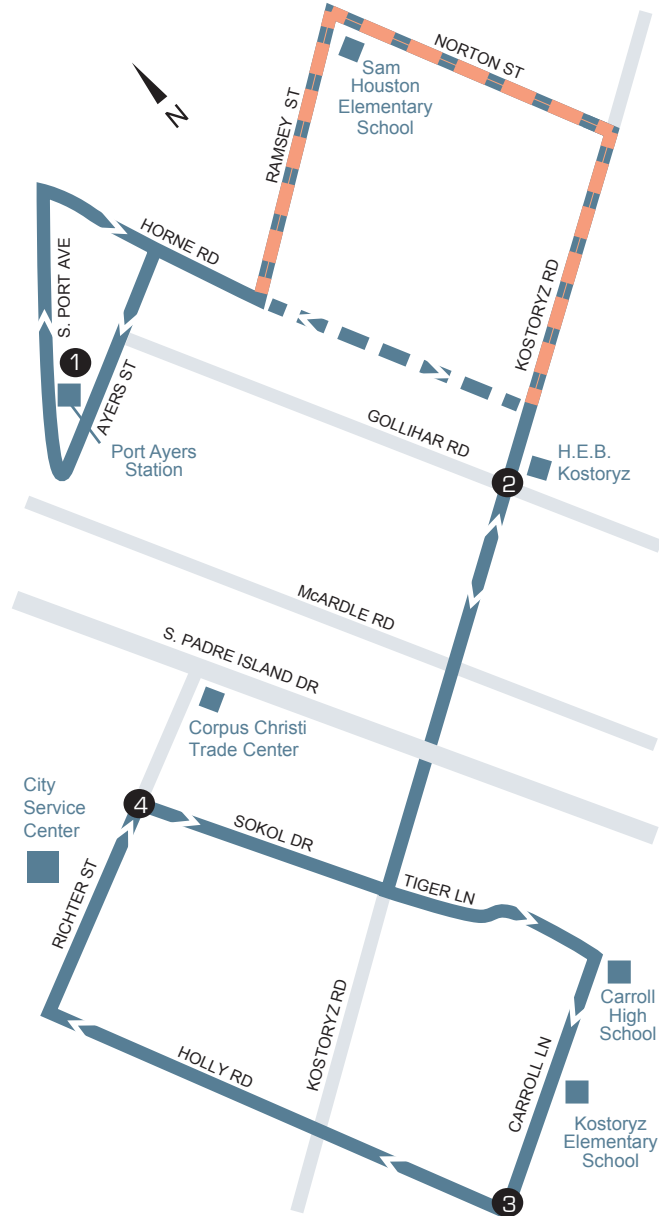 NORTON ST
Sam
Houston
Elementary
School
RAMSEY ST
N
HORNE RD
S. PORT AVE
KOSTORYZ RD
1
AYERS ST
GOLLIHAR RD
Port Ayers
Station
H.E.B.
Kostoryz
2
McARDLE RD
S. PADRE ISLAND DR
Corpus Christi
Trade Center
City
Service
Center
4
SOKOL DR
TIGER LN
RICHTER ST
Carroll
High
School
KOSTORYZ RD
HOLLY RD
CARROLL LN
Kostoryz
Elementary
School
3